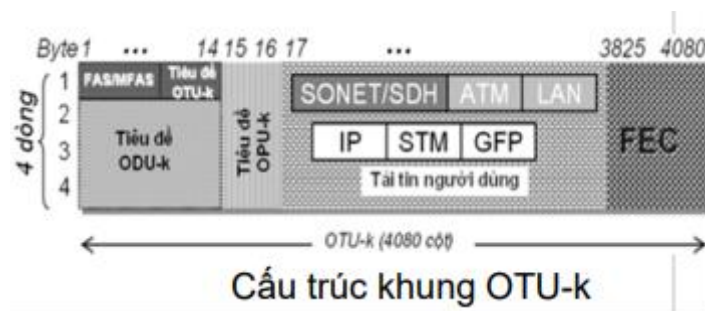 Byte 1 ... 14 15 16 17 ... 3825 4080
4 dòng
1
2
3
4
FAS/MFAS
Tiêu đề
OTU-k
Tiêu đề
ODU-k
Tiêu đề
OPU-k
SONET/SDH ATM LAN
IP STM GFP
Tải tin người dùng
FEC
OTU-k (4080 cột)
Cấu trúc khung OTU-k